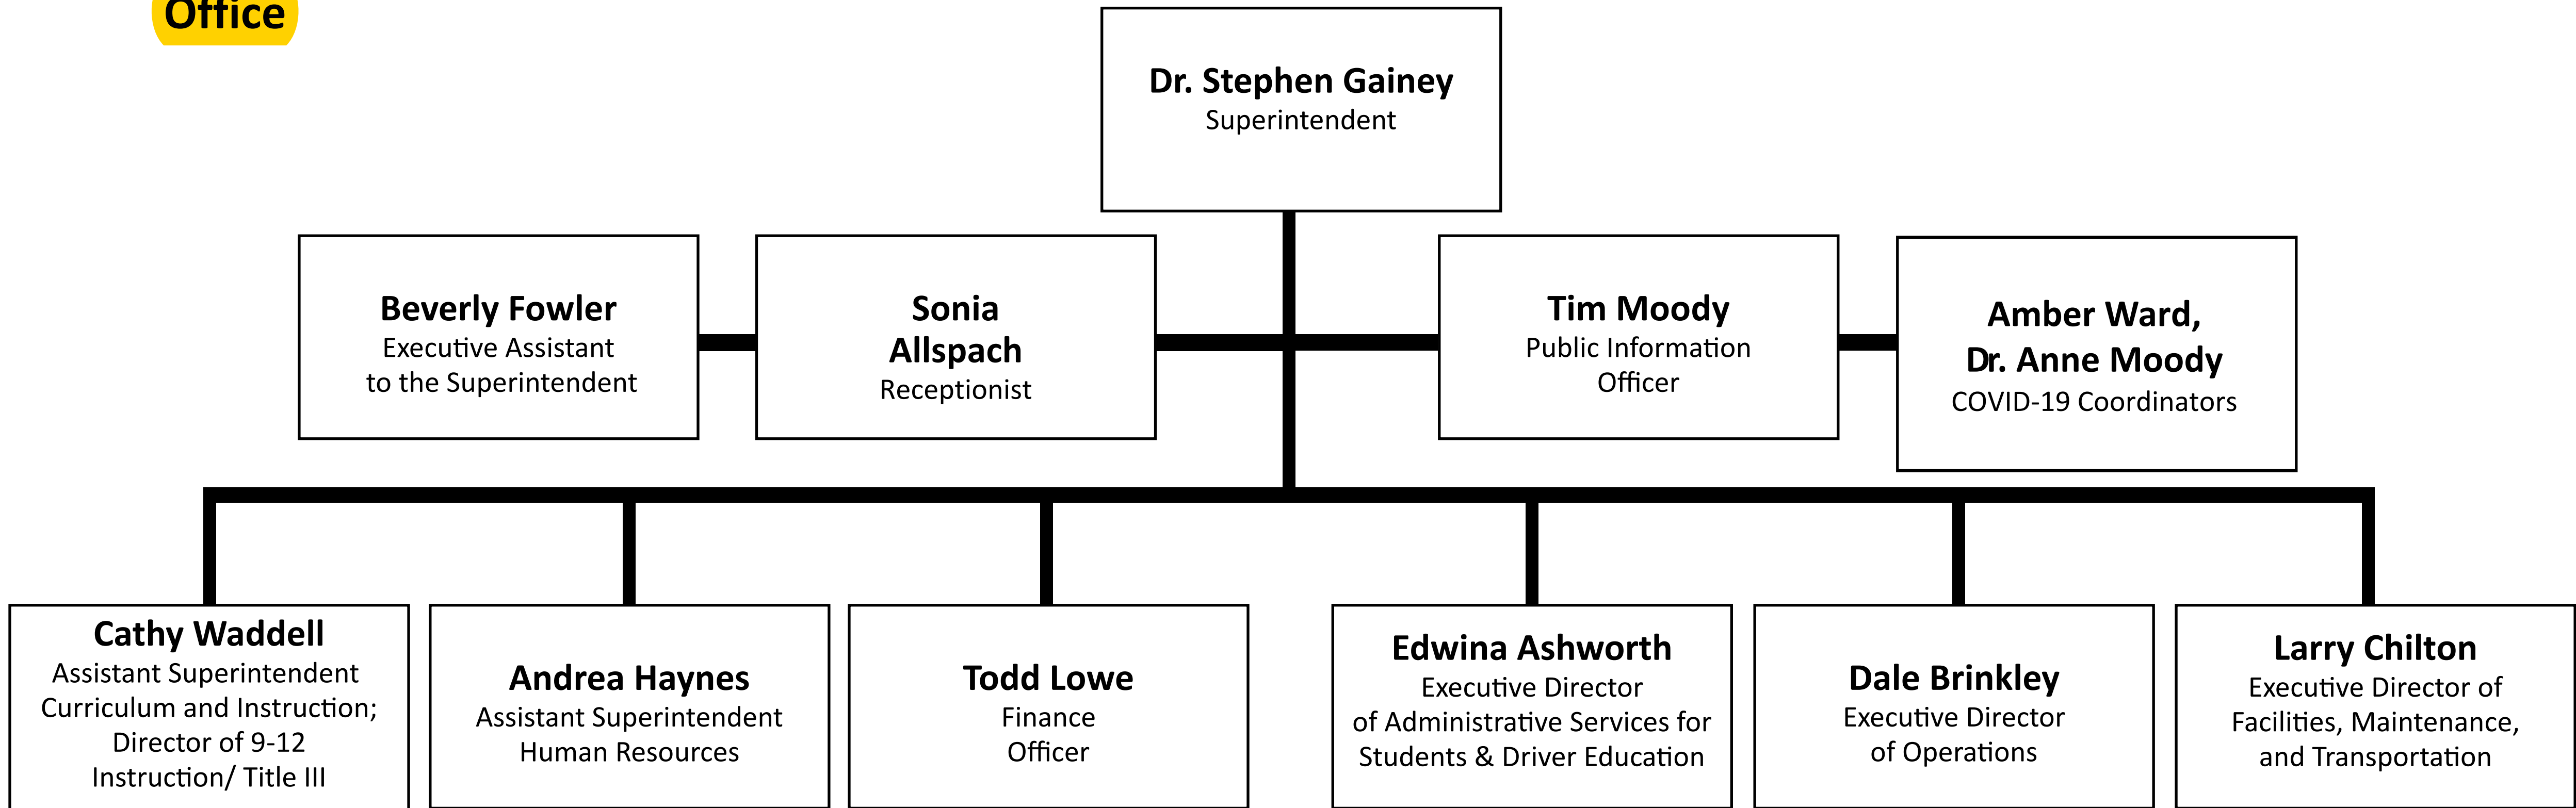 Office
Dr. Stephen Gainey
Superintendent
Beverly Fowler
Executive Assistant
to the Superintendent
Sonia
Allspach
Receptionist
Tim Moody
Public Information
Officer
Amber Ward,
Dr. Anne Moody
COVID-19 Coordinators
Cathy Waddell
Assistant Superintendent
Curriculum and Instruction;
Director of 9-12
Instruction/ Title III
Andrea Haynes
Assistant Superintendent
Human Resources
Todd Lowe
Finance
Officer
Edwina Ashworth
Executive Director
of Administrative Services for
Students & Driver Education
Dale Brinkley
Executive Director
of Operations
Larry Chilton
Executive Director of
Facilities, Maintenance,
and Transportation